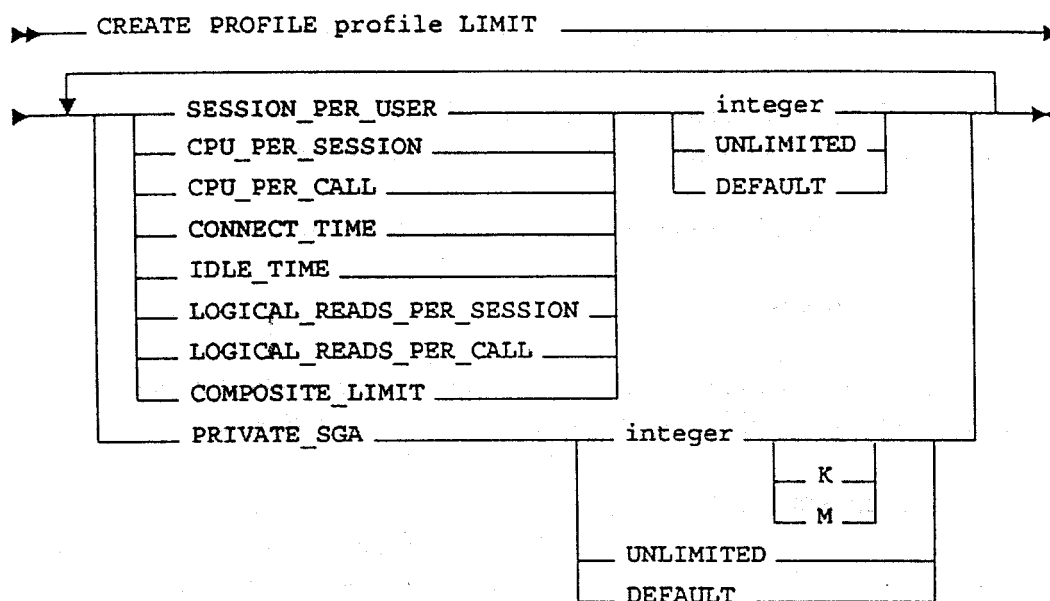 CREATE PROFILE profile LIMIT
SESSION_PER_USER integer
CPU_PER_SESSION UNLIMITED
CPU_PER_CALL DEFAULT
CONNECT_TIME
IDLE_TIME
LOGICAL_READS_PER_SESSION
LOGICAL_READS_PER_CALL
COMPOSITE_LIMIT
PRIVATE_SGA integer
K
M
UNLIMITED
DEFAULT